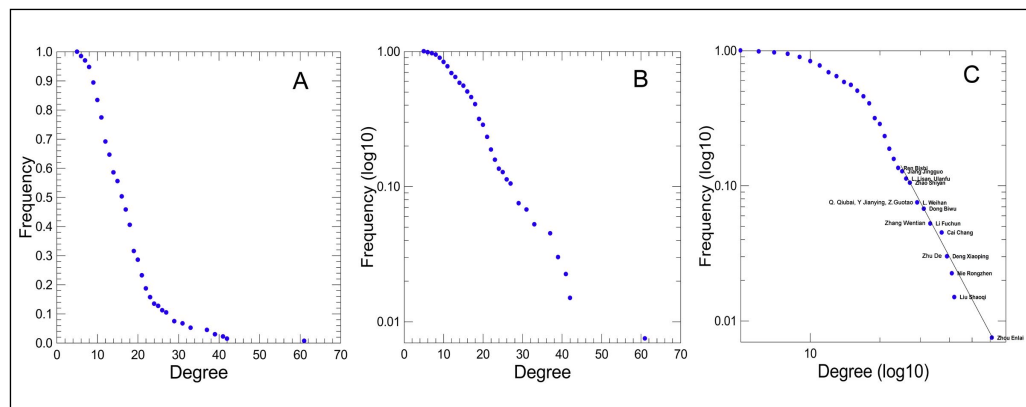 A
1.0
0.9
0.8
0.7
0.6
0.5
0.4
0.3
0.2
0.1
0.0
Frequency
0 10 20 30 40 50 60 70
Degree
B
1.00
0.10
0.01
Frequency (log10)
0 10 20 30 40 50 60 70
Degree
C
1.00
0.10
0.01
Frequency (log10)
Ren Bishi
Jiang Jingguo
L. Lisan, Ulanfu
Zhao Shiyan
Q. Qiubai, Y Jianying, Z.Guotao L. Weihan
Dong Biwu
Zhang Wentian Li Fuchun
Cai Chang
Zhu De Deng Xiaoping
Nie Rongzhen
Liu Shaoqi
Zhou Enlai
10
Degree (log10)